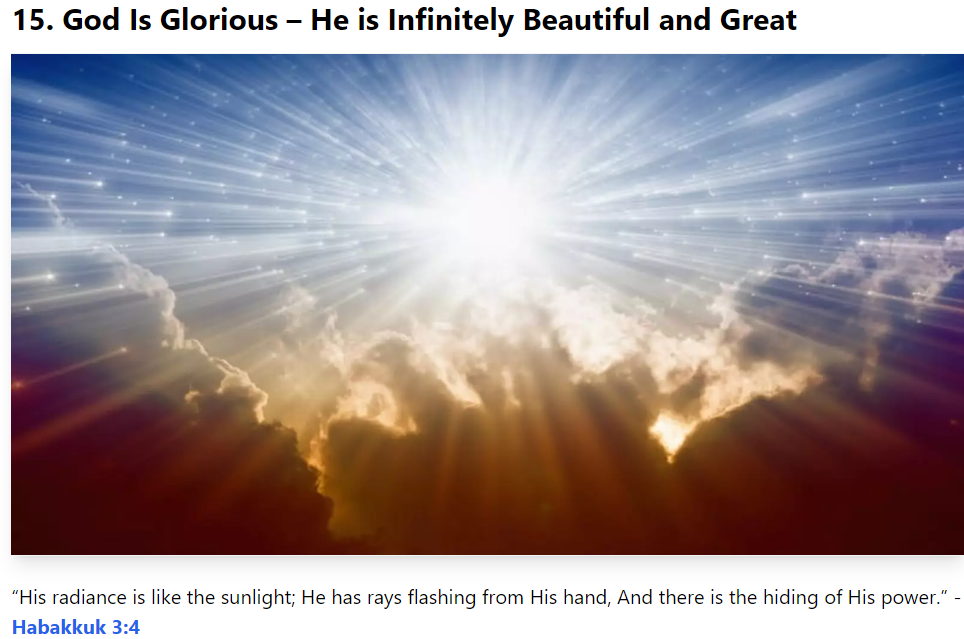 15. God Is Glorious – He is Infinitely Beautiful and Great
“His radiance is like the sunlight; He has rays flashing from His hand, And there is the hiding of His power.” -
Habakkuk 3:4